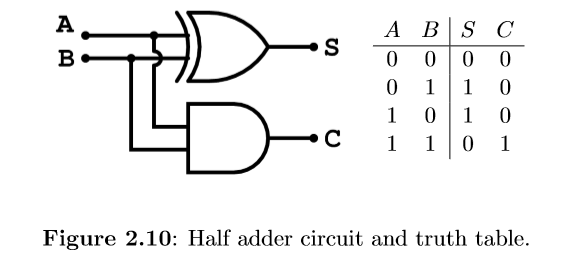 A
B
S
C
A B S C
0 0 0 0
0 1 1 0
1 0 1 0
1 1 0 1
Figure 2.10: Half adder circuit and truth table.